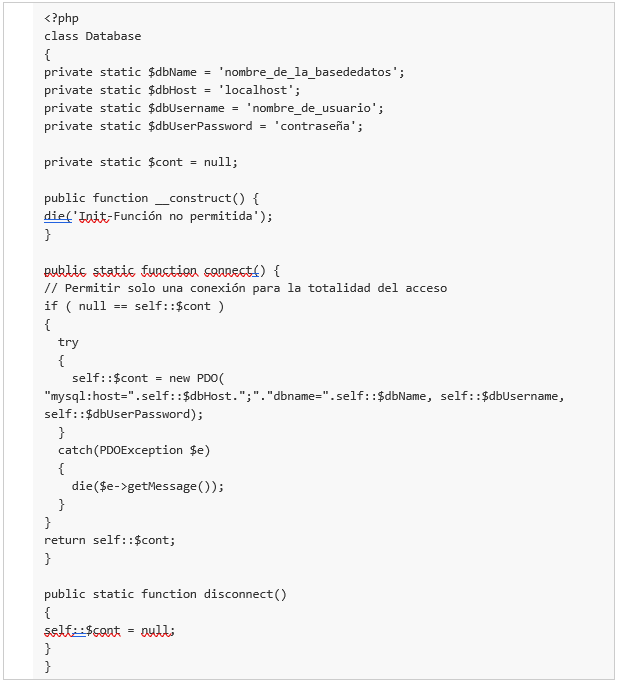 <?php
class Database
{
private static $dbName = 'nombre_de_la_basededatos';
private static $dbHost = 'localhost';
private static $dbUsername = 'nombre_de_usuario';
private static $dbUserPassword = 'contraseña';
private static $cont = null;
public function __construct() {
die('Init-Función no permitida');
}
public static function connect() {
// Permitir solo una conexión para la totalidad del acceso
if ( null == self::$cont )
{
try
{
self::$cont = new PDO(
"mysql:host=".self::$dbHost.";"."dbname=".self::$dbName, self::$dbUsername,
self::$dbUserPassword);
}
catch(PDOException $e)
{
die($e->getMessage());
}
}
return self::$cont;
}
public static function disconnect()
{
self::$cont = null;
}
}